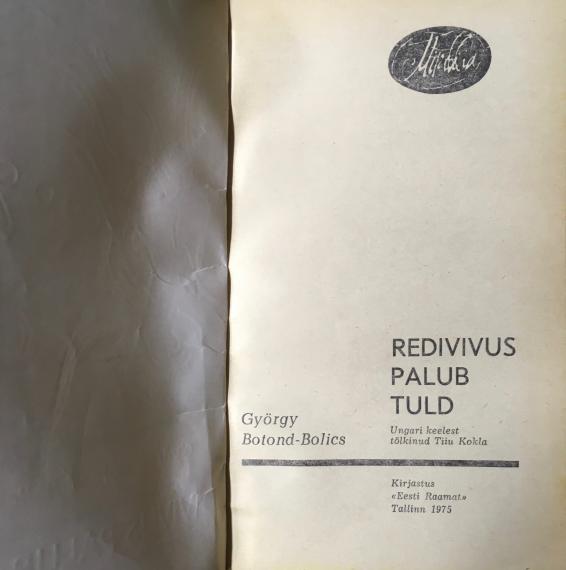 REDIVIVUS
PALUB
TULD
György
Botond-Bolics
Ungari keelest
tõlkinud Tiiu Kokla
Kirjastus
«Eesti Raamat»
Tallinn 1975